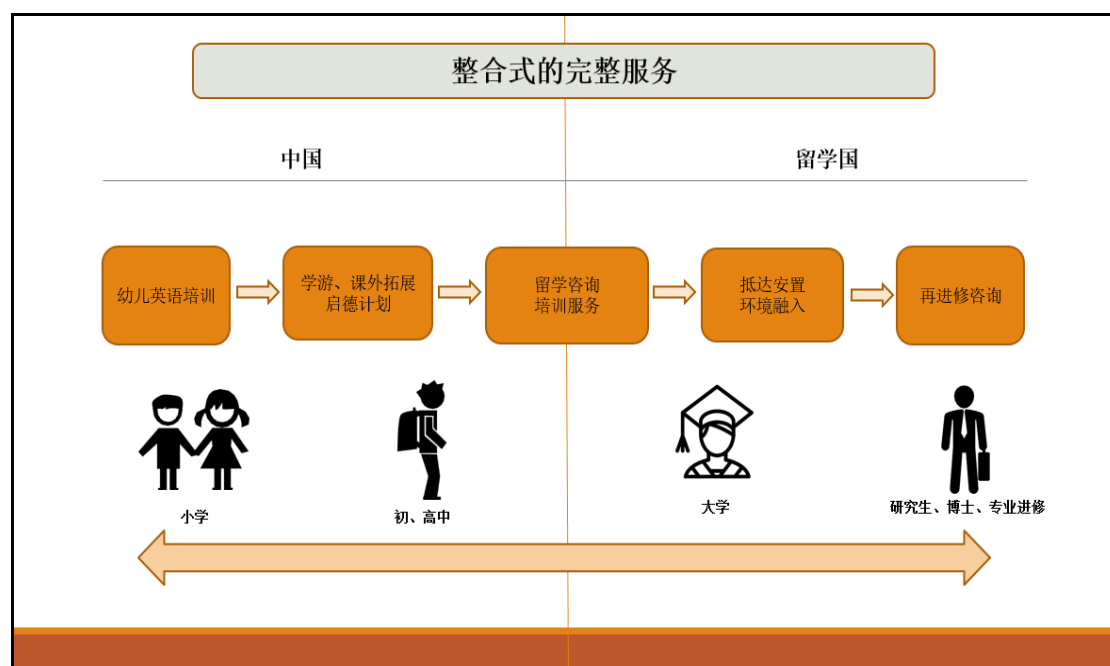 整合式的完整服务
中国
留学国
幼儿英语培训
学游、课外拓展
启德计划
留学咨询
培训服务
抵达安置
环境融入
再进修咨询
小学
初、高中
大学
研究生、博士、专业进修